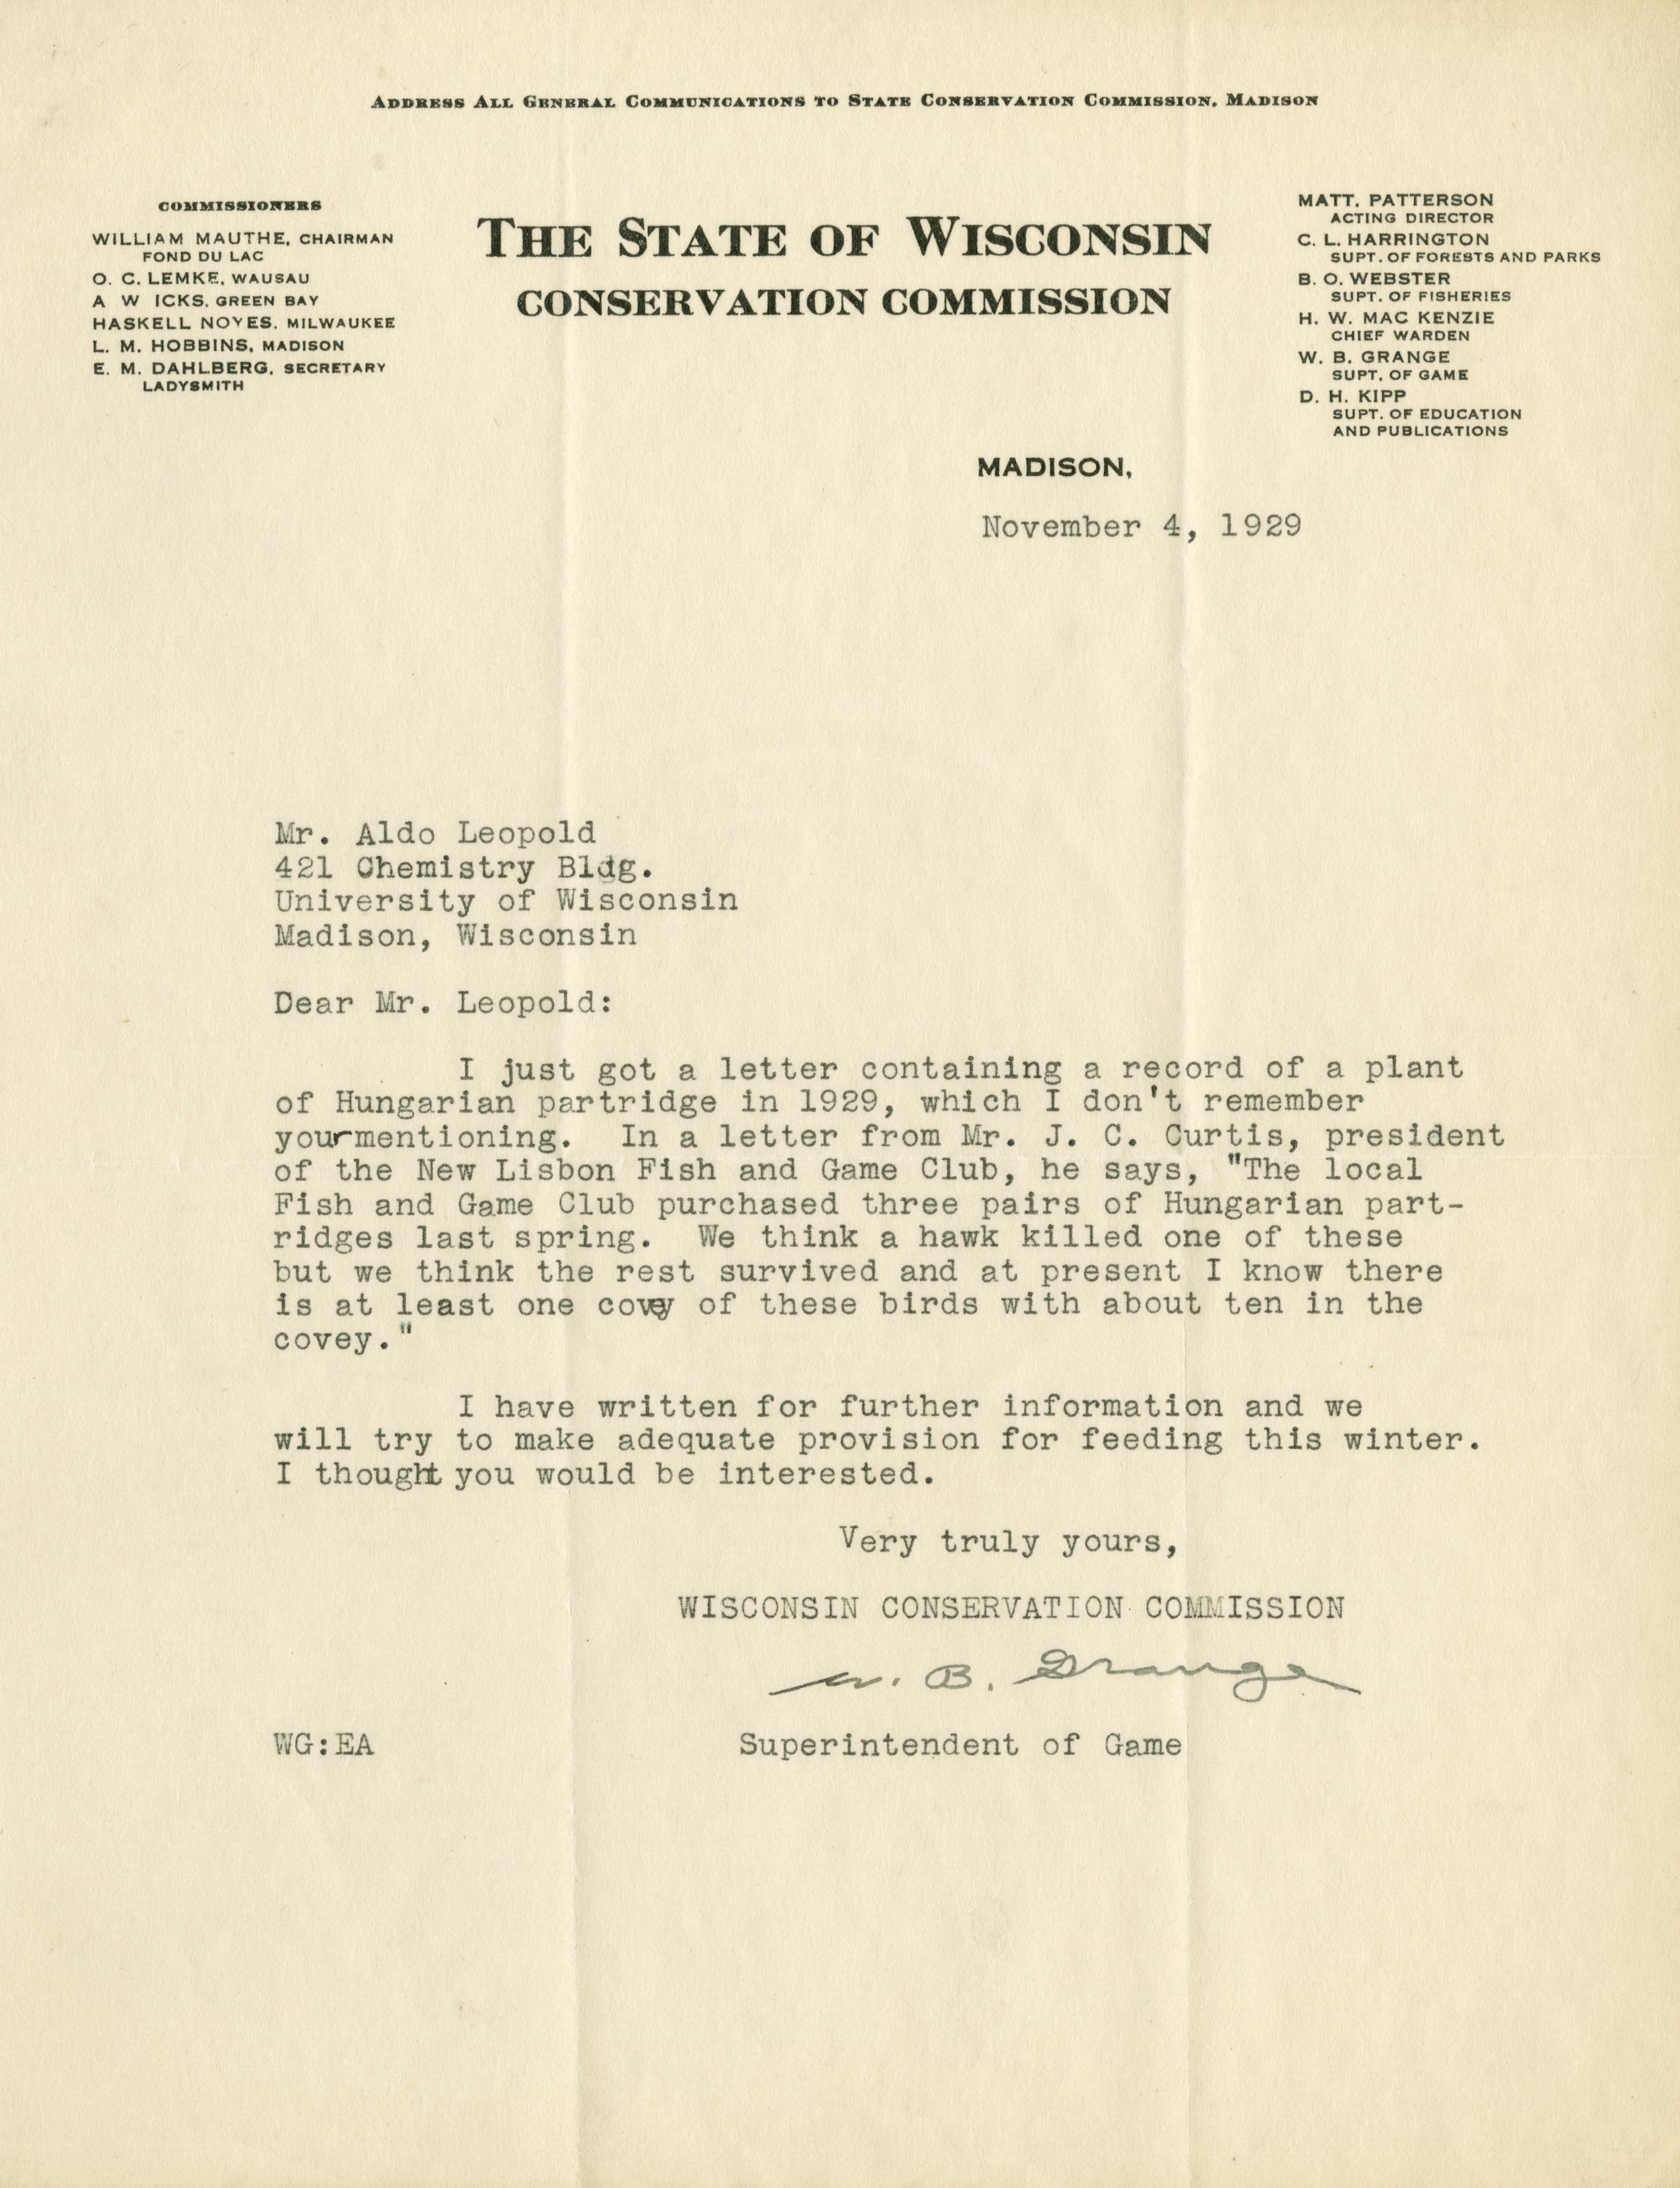 ADDRESS ALL GENERAL COMMUNICATIONS TO STATE CONSERVATION COMMISSION, MADISON
COMMISSIONERS
WILLIAM MAUTHE, CHAIRMAN
FOND DU LAC
O. C. LEMKE, WAUSAU
A W ICKS, GREEN BAY
HASKELL NOYES, MILWAUKEE
L. M. HOBBINS, MADISON
E. M. DAHLBERG, SECRETARY
LADYSMITH
THE STATE OF WISCONSIN
CONSERVATION COMMISSION
MATT. PATTERSON
ACTING DIRECTOR
C. L. HARRINGTON
SUPT. OF FORESTS AND PARKS
B. O. WEBSTER
SUPT. OF FISHERIES
H. W. MAC KENZIE
CHIEF WARDEN
W. B. GRANGE
SUPT. OF GAME
D. H. KIPP
SUPT. OF EDUCATION
AND PUBLICATIONS
MADISON,
November 4, 1929
Mr. Aldo Leopold
421 Chemistry Bldg.
University of Wisconsin
Madison, Wisconsin
Dear Mr. Leopold:
I just got a letter containing a record of a plant
of Hungarian partridge in 1929, which I don't remember
your mentioning. In a letter from Mr. J. C. Curtis, president
of the New Lisbon Fish and Game Club, he says, "The local
Fish and Game Club purchased three pairs of Hungarian part-
ridges last spring. We think a hawk killed one of these
but we think the rest survived and at present I know there
is at least one covey of these birds with about ten in the
covey."
I have written for further information and we
will try to make adequate provision for feeding this winter.
I thought you would be interested.
Very truly yours,
WISCONSIN CONSERVATION COMMISSION
W. B. Grange
WG:EA Superintendent of Game